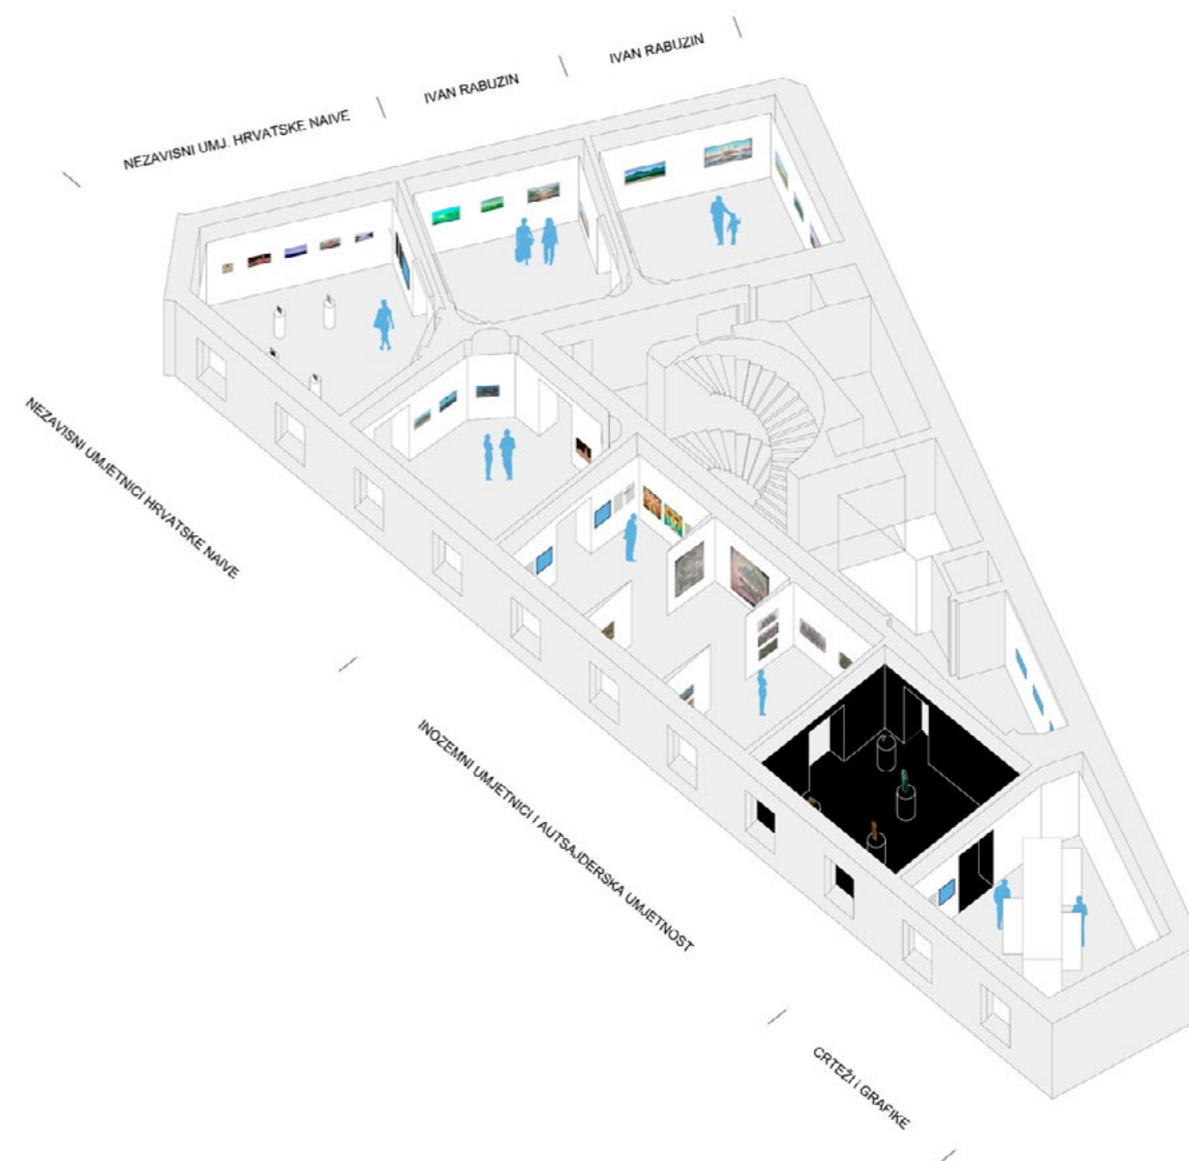 NEZAVISNI UMJ. HRVATSKE NAIVE
IVAN RABUZIN
IVAN RABUZIN
NEZAVISNI UMJETNICI HRVATSKE NAIVE
INOZEMNI UMJETNICI I AUTSAJDERSKA UMJETNOST
CRTEŽI i GRAFIKE